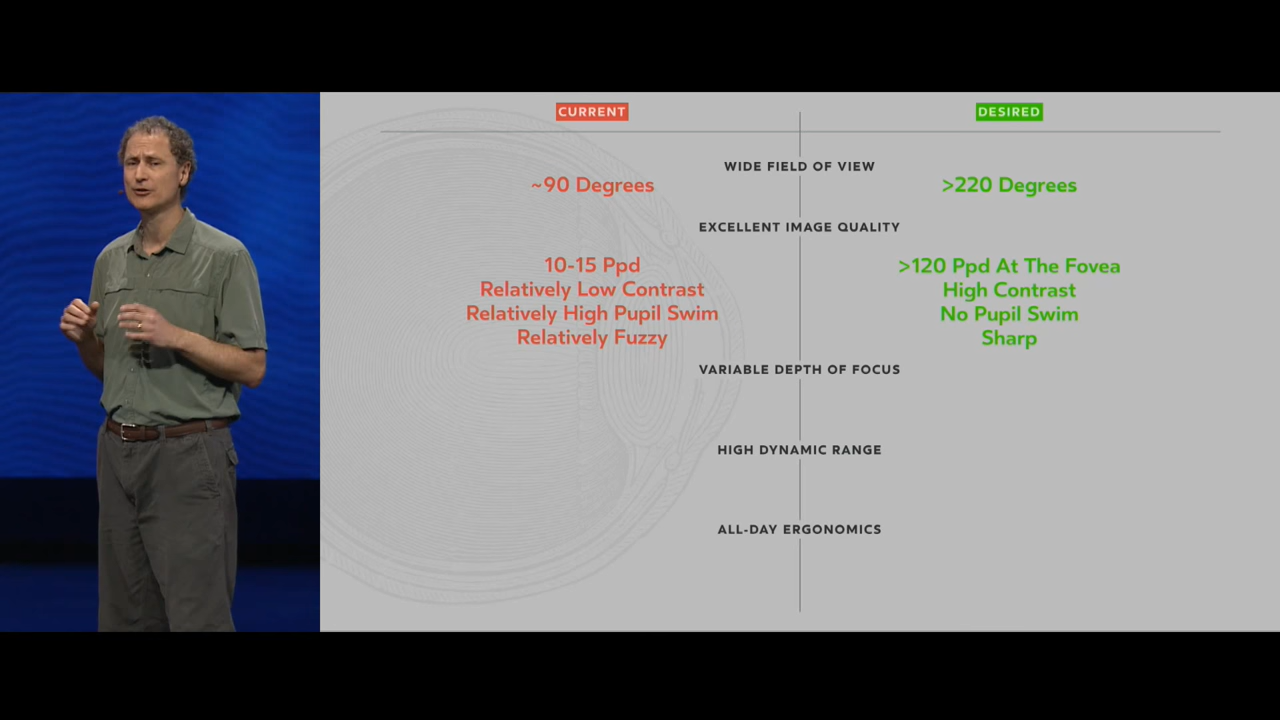 CURRENT
DESIRED
WIDE FIELD OF VIEW
~90 Degrees
>220 Degrees
EXCELLENT IMAGE QUALITY
10-15 Ppd
>120 Ppd At The Fovea
Relatively Low Contrast
High Contrast
Relatively High Pupil Swim
No Pupil Swim
Relatively Fuzzy
Sharp
VARIABLE DEPTH OF FOCUS
HIGH DYNAMIC RANGE
ALL-DAY ERGONOMICS